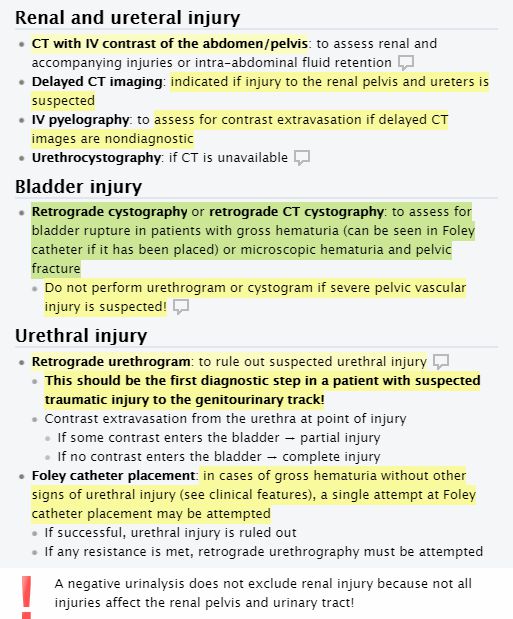 Renal and ureteral injury
CT with IV contrast of the abdomen/pelvis: to assess renal and
accompanying injuries or intra-abdominal fluid retention
Delayed CT imaging: indicated if injury to the renal pelvis and ureters is
suspected
IV pyelography: to assess for contrast extravasation if delayed CT
images are nondiagnostic
Urethrocystography: if CT is unavailable
Bladder injury
Retrograde cystography or retrograde CT cystography: to assess for
bladder rupture in patients with gross hematuria (can be seen in Foley
catheter if it has been placed) or microscopic hematuria and pelvic
fracture
Do not perform urethrogram or cystogram if severe pelvic vascular
injury is suspected!
Urethral injury
Retrograde urethrogram: to rule out suspected urethral injury
This should be the first diagnostic step in a patient with suspected
traumatic injury to the genitourinary track!
Contrast extravasation from the urethra at point of injury
If some contrast enters the bladder → partial injury
If no contrast enters the bladder → complete injury
Foley catheter placement: in cases of gross hematuria without other
signs of urethral injury (see clinical features), a single attempt at Foley
catheter placement may be attempted
If successful, urethral injury is ruled out
If any resistance is met, retrograde urethrography must be attempted
A negative urinalysis does not exclude renal injury because not all
injuries affect the renal pelvis and urinary tract!